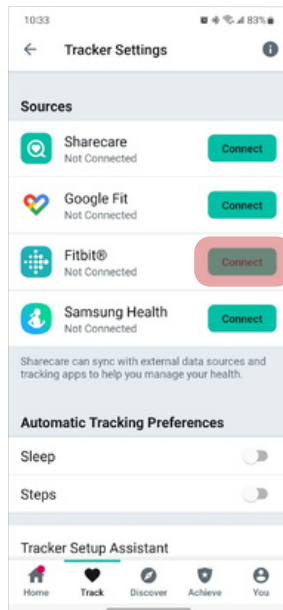 10:33
83%
Tracker Settings
Sources
Sharecare
Not Connected
Connect
Google Fit
Not Connected
Connect
Fitbit®
Not Connected
Connect
Samsung Health
Not Connected
Connect
Sharecare can sync with external data sources and
tracking apps to help you manage your health.
Automatic Tracking Preferences
Sleep
Steps
Tracker Setup Assistant
Home
Track
Discover
Achieve
You